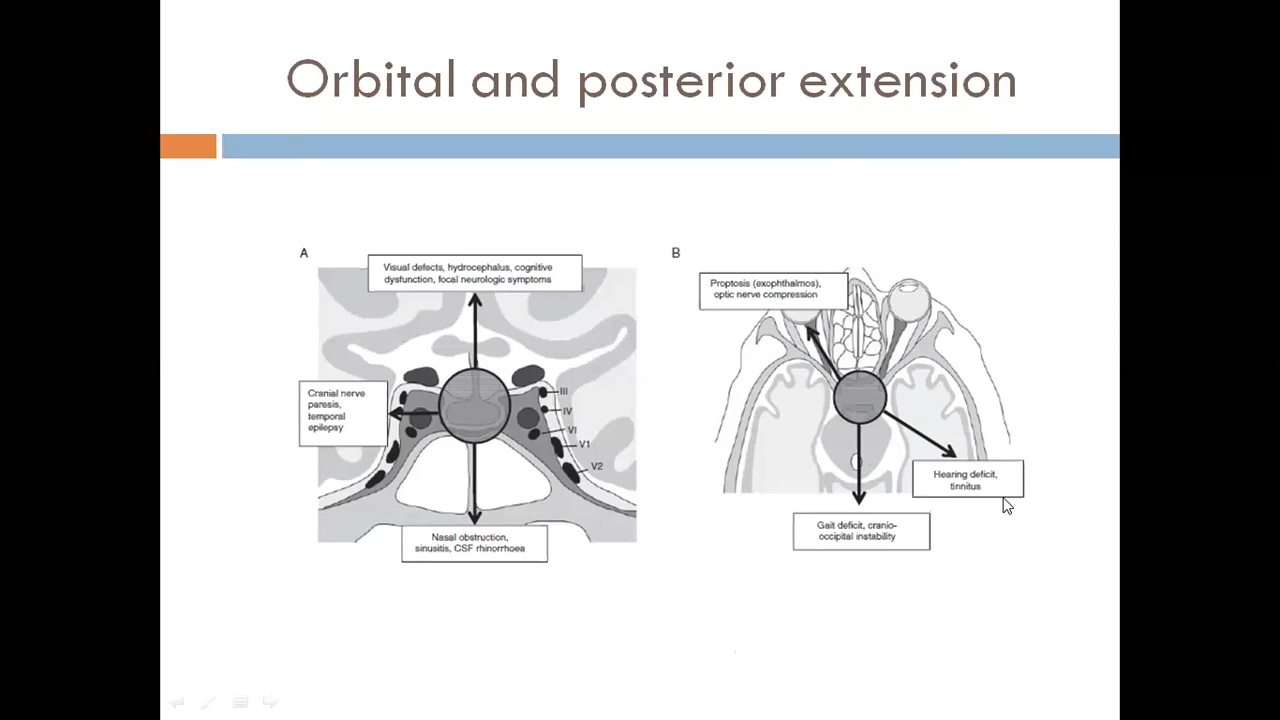 Orbital and posterior extension
A
Visual defects, hydrocephalus, cognitive
dysfunction, focal neurologic symptoms
Cranial nerve
paresis,
temporal
epilepsy
III
IV
VI
V1
V2
Nasal obstruction,
sinusitis, CSF rhinorrhoea
B
Proptosis (exophthalmos),
optic nerve compression
Hearing deficit,
tinnitus
Gait deficit, cranio-
occipital instability